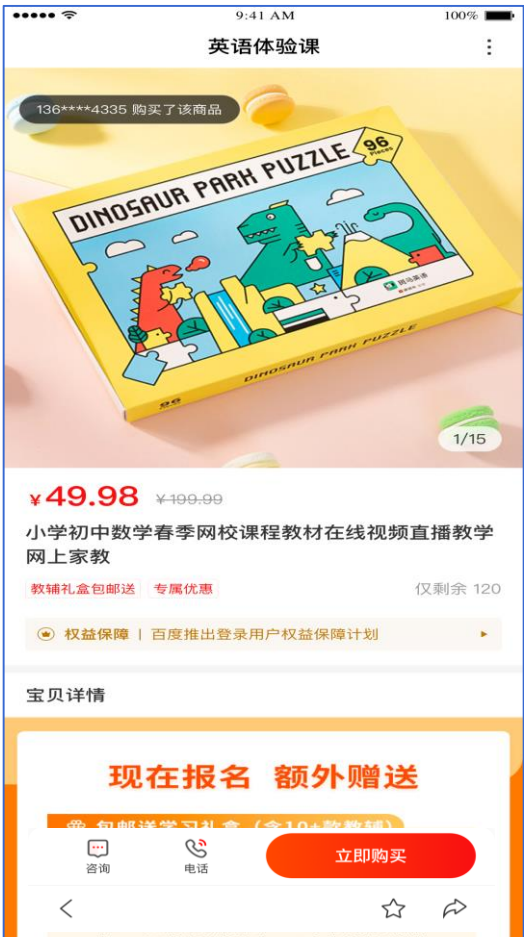 9:41 AM
100%
英语体验课
136****4335 购买了该商品
96
Pieces
DINOSAUR PARK PUZZLE
斑马英语
DINOSAUR PARK PUZZLE
96
1/15
¥49.98 ¥199.99
小学初中数学春季网校课程教材在线视频直播教学
网上家教
教辅礼盒包邮送 专属优惠 仅剩余 120
权益保障 | 百度推出登录用户权益保障计划
宝贝详情
现在报名 额外赠送
包邮送学习礼盒（含10+款教辅）
咨询
电话
立即购买